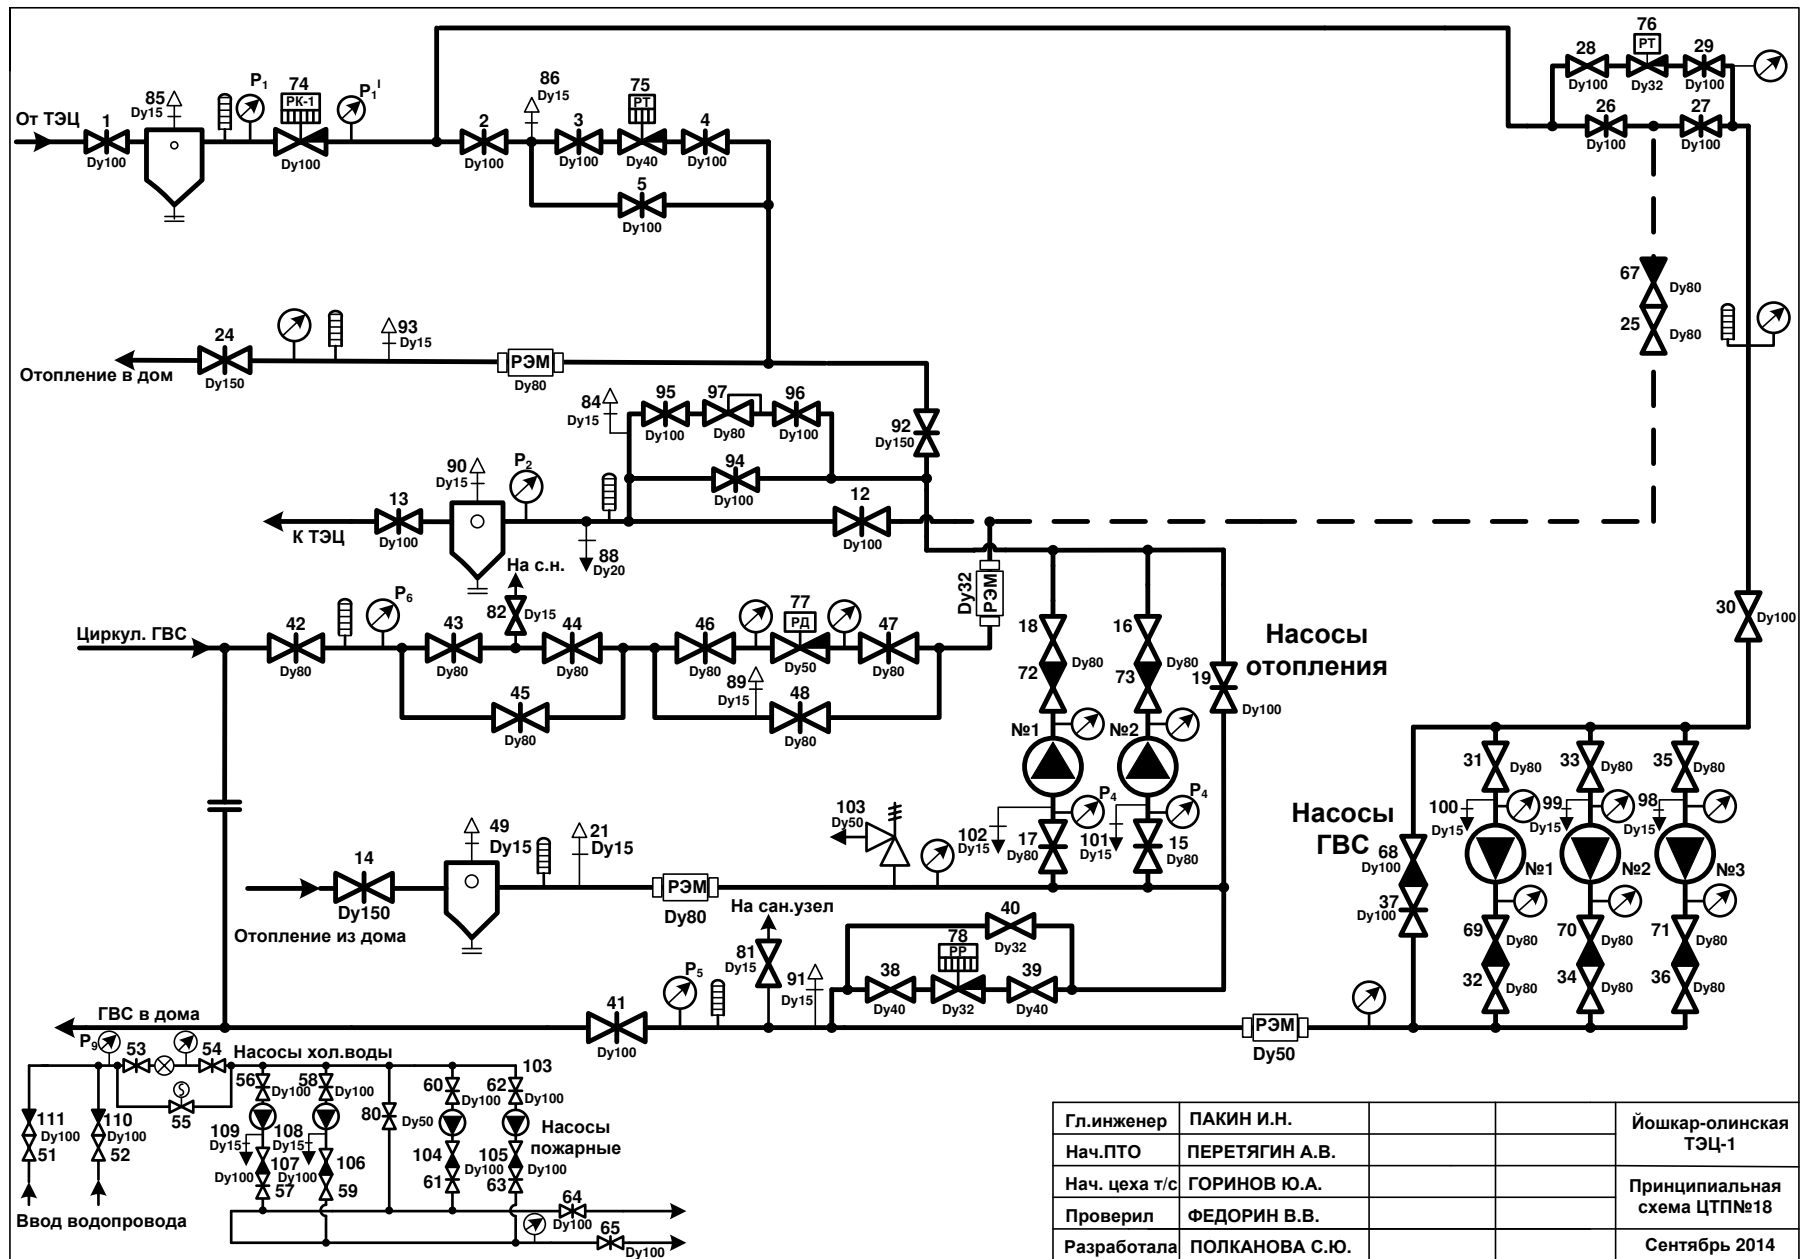 От ТЭЦ
1
Dy100
85
Dy15
P₁
74
РК-1
Dy100
P₁ᴵ
2
Dy100
86
Dy15
3
Dy100
75
РТ
Dy40
4
Dy100
5
Dy100
28
Dy100
76
РТ
Dy32
29
Dy100
26
Dy100
27
Dy100
67
Dy80
25
Dy80
24
Dy150
Отопление в дом
93
Dy15
РЭМ
Dy80
84
Dy15
95
Dy100
97
Dy80
96
Dy100
92
Dy150
94
Dy100
90
Dy15
P₂
13
Dy100
К ТЭЦ
88
Dy20
12
Dy100
На с.н.
82
Dy15
Dy32
РЭМ
30
Dy100
Циркул. ГВС
42
Dy80
P₆
43
Dy80
44
Dy80
45
Dy80
46
Dy80
77
РД
Dy50
47
Dy80
89
Dy15
48
Dy80
18
Dy80
72
16
Dy80
73
19
Dy100
Насосы
отопления
№1
№2
P₄
P₄
103
Dy50
102
Dy15
17
Dy80
101
Dy15
15
Dy80
Насосы
ГВС
31
Dy80
33
Dy80
35
Dy80
100
Dy15
99
Dy15
98
Dy15
№1
№2
№3
68
Dy100
37
Dy100
69
Dy80
32
Dy80
70
Dy80
34
Dy80
71
Dy80
36
Dy80
14
Dy150
Отопление из дома
49
Dy15
21
Dy15
РЭМ
Dy80
На сан.узел
81
Dy15
91
Dy15
40
Dy32
38
Dy40
78
РР
Dy32
39
Dy40
P₅
41
Dy100
ГВС в дома
РЭМ
Dy50
P₉
53
54
55
Насосы хол.воды
111
Dy100
51
110
Dy100
52
Ввод водопровода
56
Dy100
58
Dy100
109
Dy15
108
Dy15
107
Dy100
57
Dy100
106
59
80
Dy50
60
Dy100
62
Dy100
103
Насосы
пожарные
104
Dy100
61
105
Dy100
63
64
Dy100
65
Dy100
Гл.инженер ПАКИН И.Н.
Нач.ПТО ПЕРЕТЯГИН А.В.
Нач. цеха т/с ГОРИНОВ Ю.А.
Проверил ФЕДОРИН В.В.
Разработала ПОЛКАНОВА С.Ю.
Йошкар-олинская
ТЭЦ-1
Принципиальная
схема ЦТП№18
Сентябрь 2014